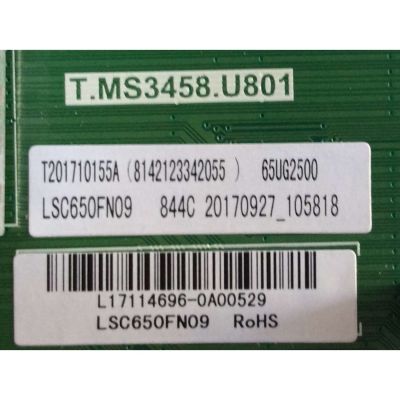 T.MS3458.U801
T201710155A (8142123342055 ) 65UG2500
LSC650FN09 844C 20170927_105818
L17114696-0A00529
LSC650FN09 RoHS